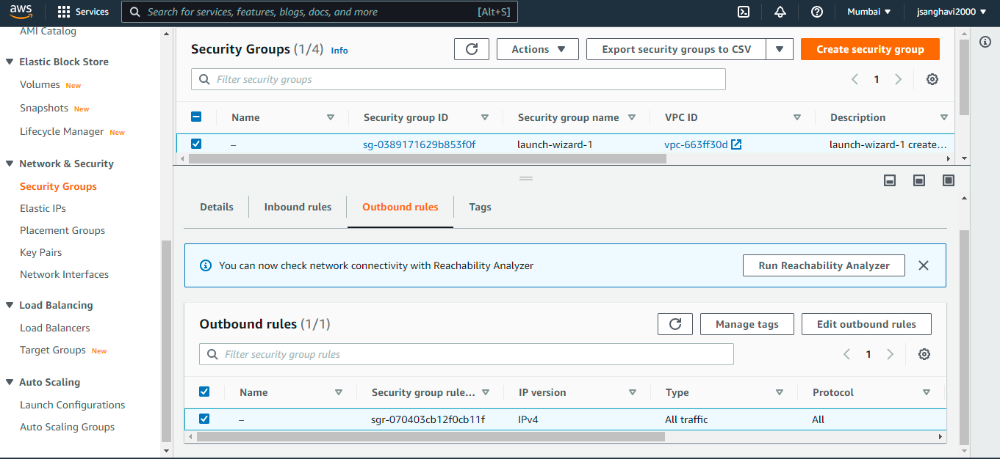 aws Services Search for services, features, blogs, docs, and more [Alt+S] Mumbai ▼ jsanghavi2000 ▼
AMI Catalog
Elastic Block Store
Volumes New
Snapshots New
Lifecycle Manager New
Network & Security
Security Groups
Elastic IPs
Placement Groups
Key Pairs
Network Interfaces
Load Balancing
Load Balancers
Target Groups New
Auto Scaling
Launch Configurations
Auto Scaling Groups
Security Groups (1/4) Info Actions ▼ Export security groups to CSV ▼ Create security group
Filter security groups 1
Name Security group ID Security group name VPC ID Description
– sg-0389171629b853f0f launch-wizard-1 vpc-663ff30d launch-wizard-1 create...
Details Inbound rules Outbound rules Tags
You can now check network connectivity with Reachability Analyzer Run Reachability Analyzer
Outbound rules (1/1) Manage tags Edit outbound rules
Filter security group rules 1
Name Security group rule... IP version Type Protocol
– sgr-070403cb12f0cb11f IPv4 All traffic All